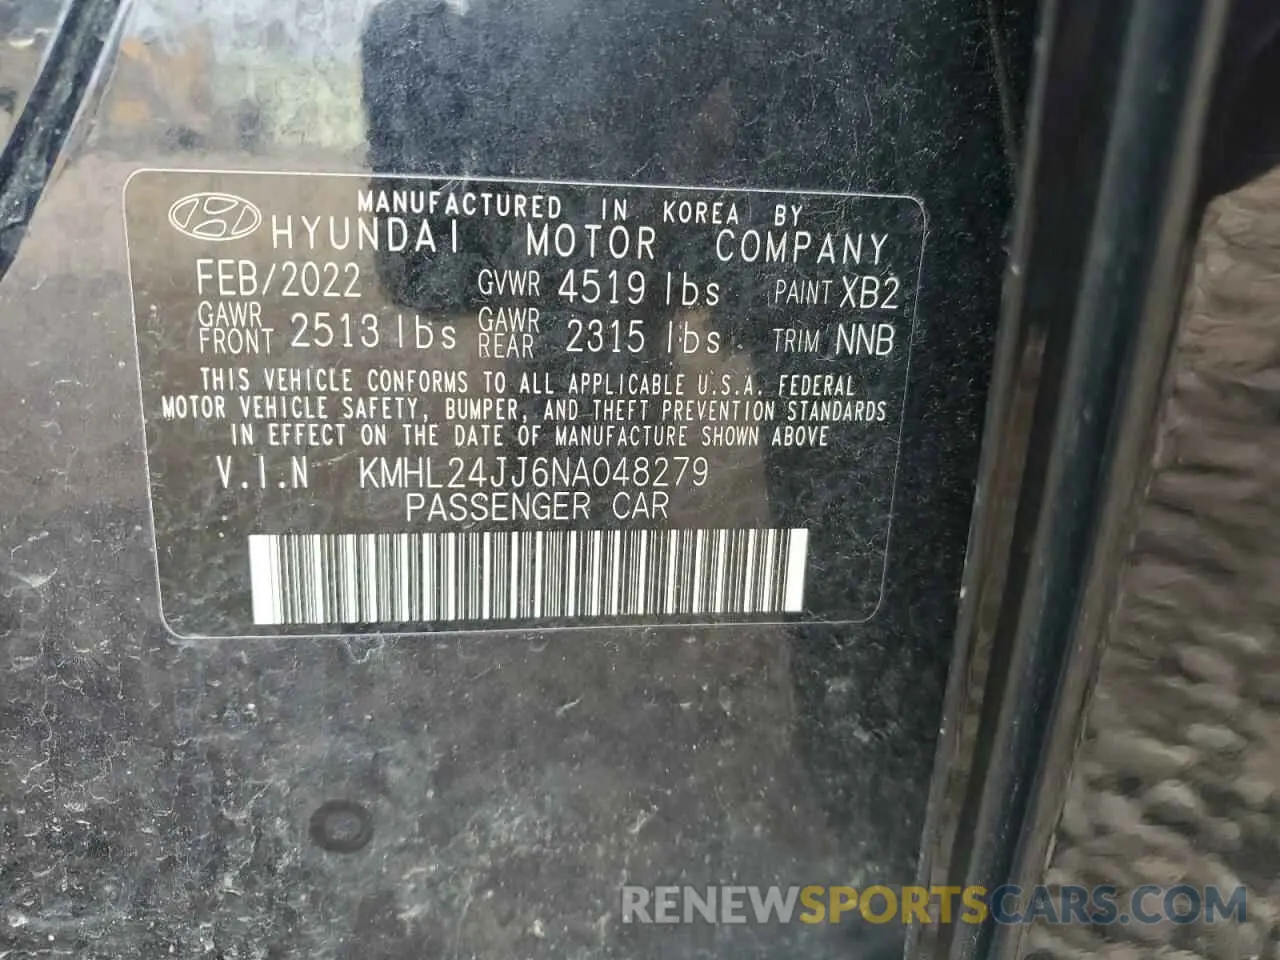 MANUFACTURED IN KOREA BY
HYUNDAI MOTOR COMPANY
FEB/2022 GVWR 4519 lbs PAINT XB2
GAWR FRONT 2513 lbs GAWR REAR 2315 lbs TRIM NNB
THIS VEHICLE CONFORMS TO ALL APPLICABLE U.S.A. FEDERAL
MOTOR VEHICLE SAFETY, BUMPER, AND THEFT PREVENTION STANDARDS
IN EFFECT ON THE DATE OF MANUFACTURE SHOWN ABOVE
V.I.N KMHL24JJ6NA048279
PASSENGER CAR
RENEWSPORTSCARS.COM